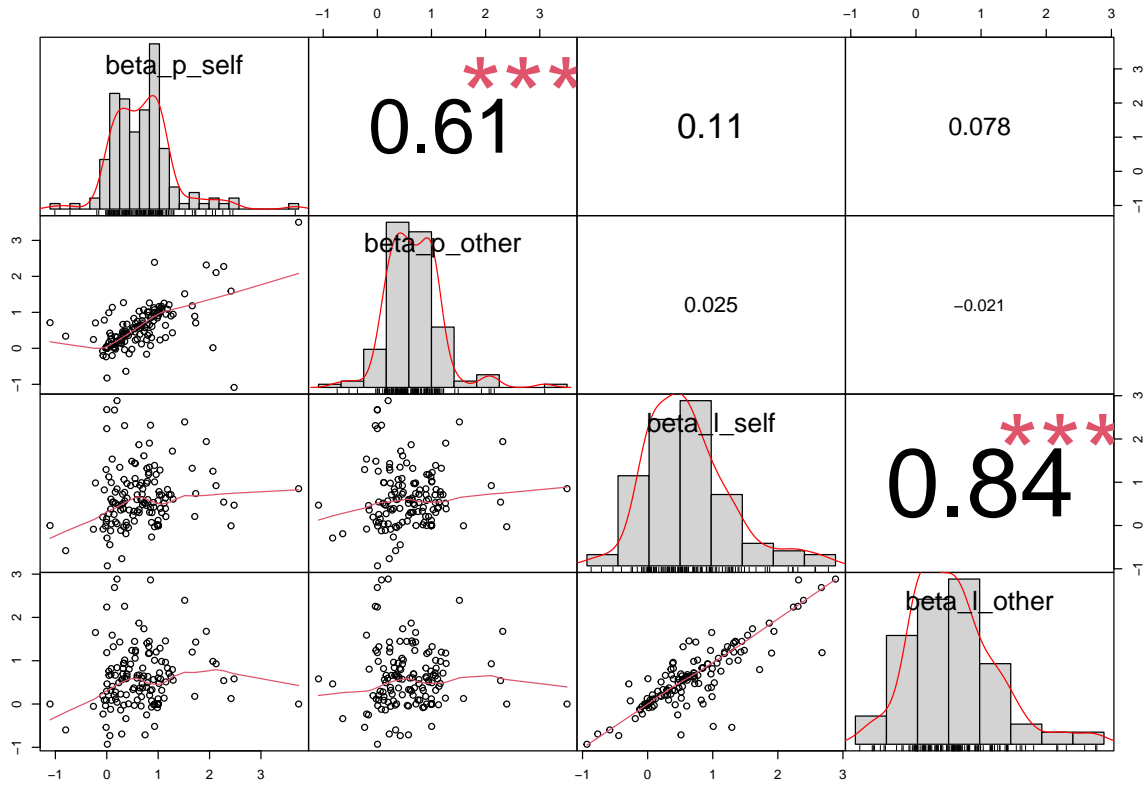 −1 0 1 2 3
−1 0 1 2 3
beta_p_self
0.61
***
0.11
0.078
−1 0 1 2 3
−1 0 1 2 3
beta_p_other
0.025
−0.021
beta_l_self
0.84
***
−1 0 1 2 3
−1 0 1 2 3
beta_l_other
−1 0 1 3
−1 0 1 2 3